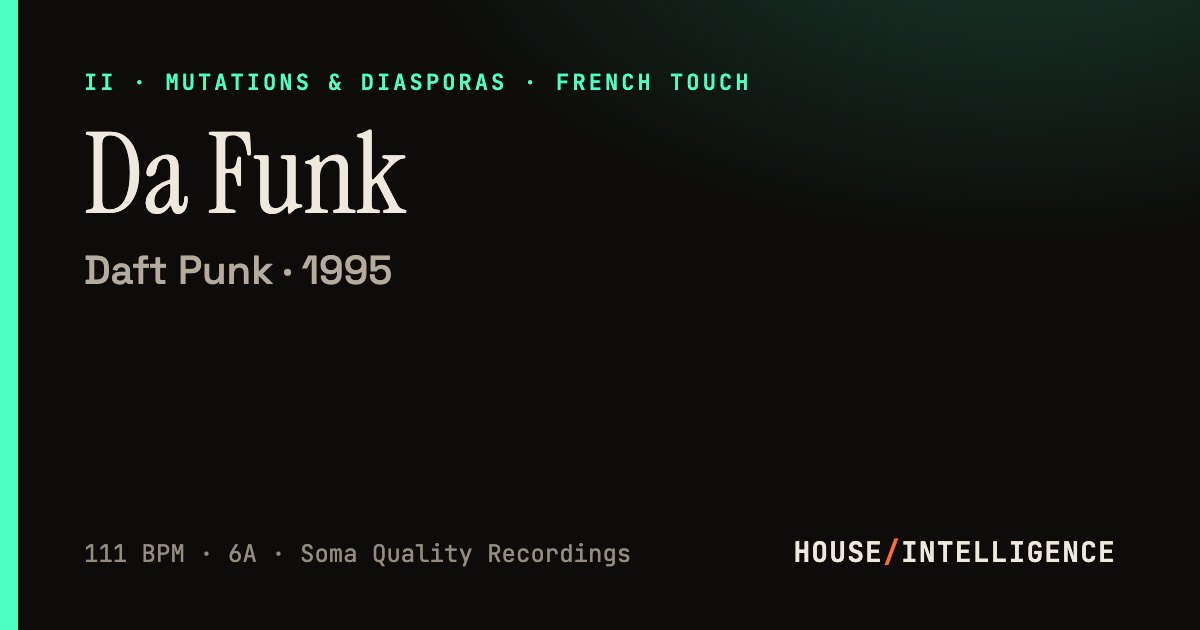 II · MUTATIONS & DIASPORAS · FRENCH TOUCH
Da Funk
Daft Punk · 1995
111 BPM · 6A · Soma Quality Recordings
HOUSE/INTELLIGENCE